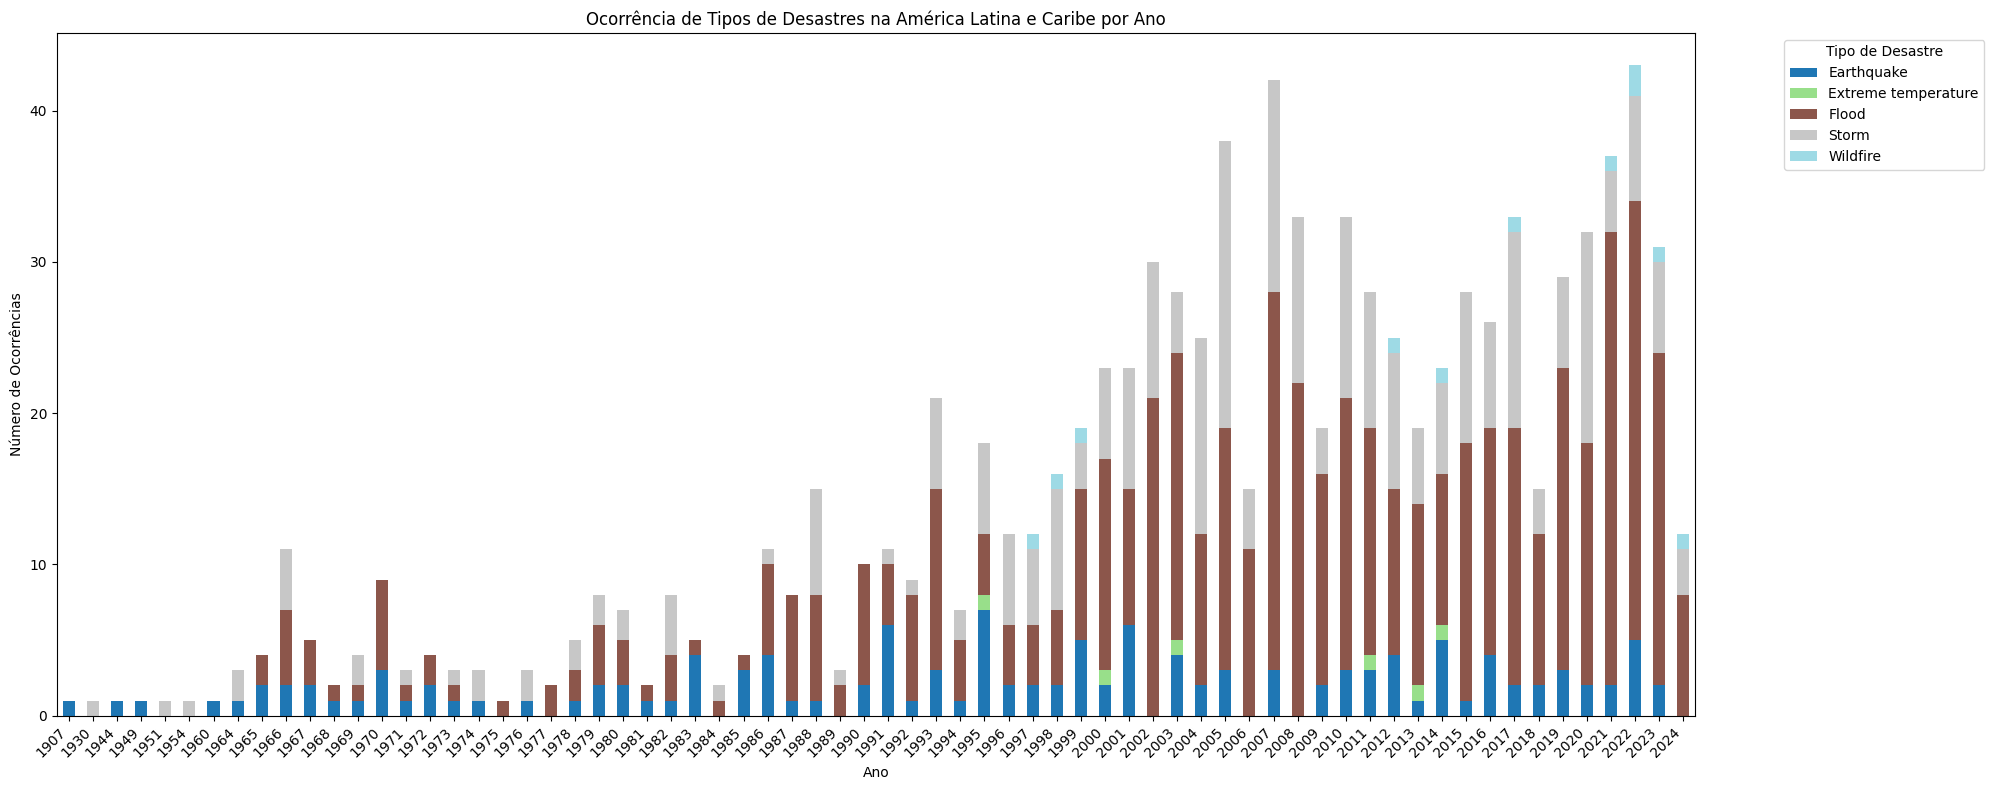 Ocorrência de Tipos de Desastres na América Latina e Caribe por Ano
Tipo de Desastre
Earthquake
Extreme temperature
Flood
Storm
Wildfire
Número de Ocorrências
40
30
20
10
0
1907 1930 1944 1949 1951 1954 1960 1964 1965 1966 1967 1968 1969 1970 1971 1972 1973 1974 1975 1976 1977 1978 1979 1980 1981 1982 1983 1984 1985 1986 1987 1988 1989 1990 1991 1992 1993 1994 1995 1996 1997 1998 1999 2000 2001 2002 2003 2004 2005 2006 2007 2008 2009 2010 2011 2012 2013 2014 2015 2016 2017 2018 2019 2020 2021 2022 2023 2024
Ano